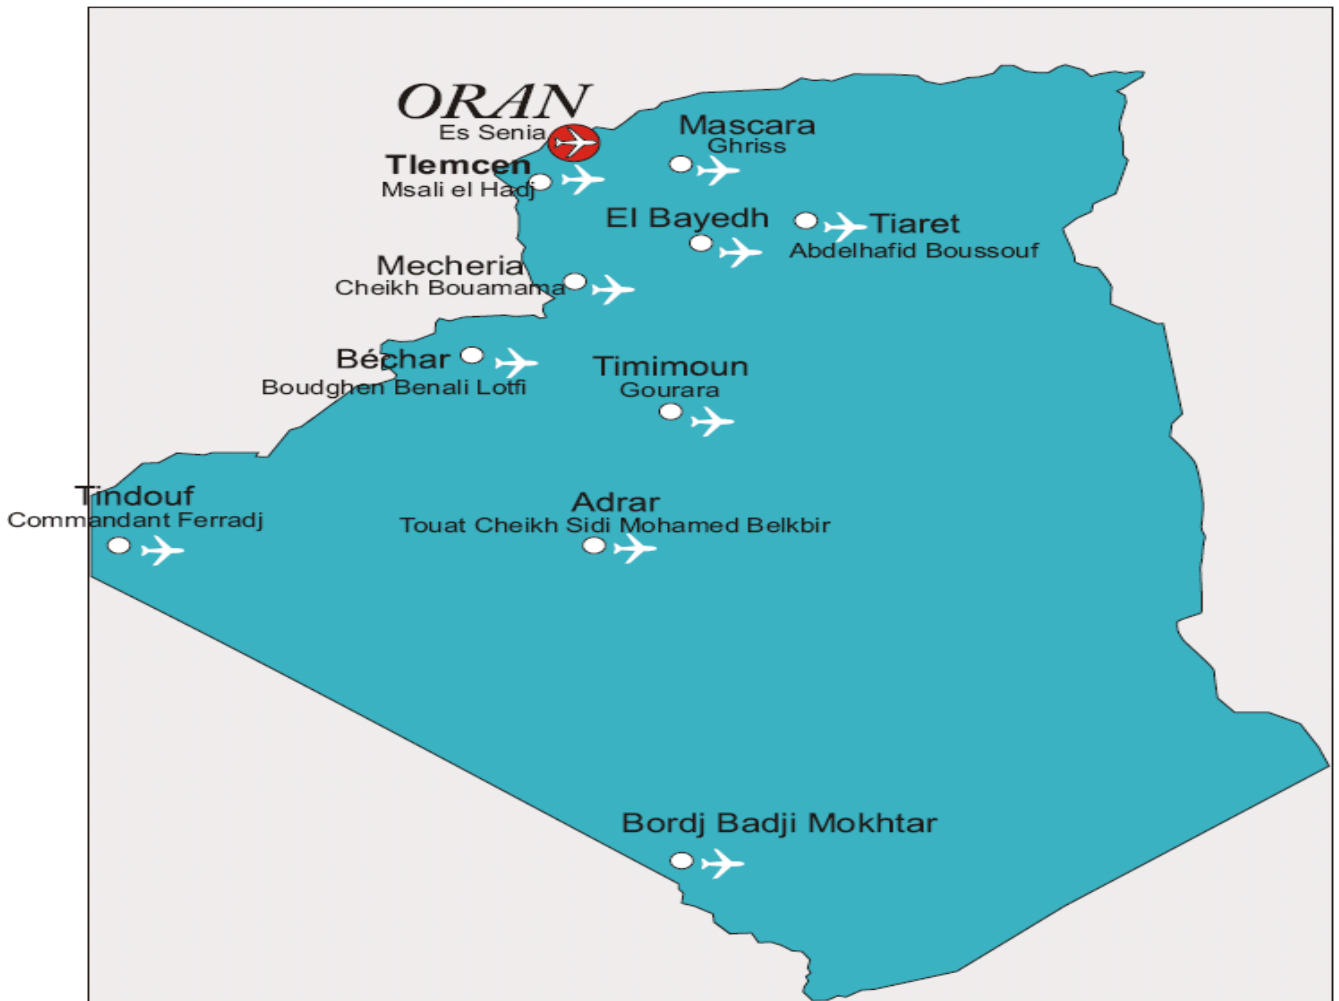 ORAN
Es Senia
Mascara
Ghriss
Tlemcen
Msali el Hadj
El Bayedh
Tiaret
Abdelhafid Boussouf
Mecheria
Cheikh Bouamama
Béchar
Boudghen Benali Lotfi
Timimoun
Gourara
Tindouf
Commandant Ferradj
Adrar
Touat Cheikh Sidi Mohamed Belkbir
Bordj Badji Mokhtar